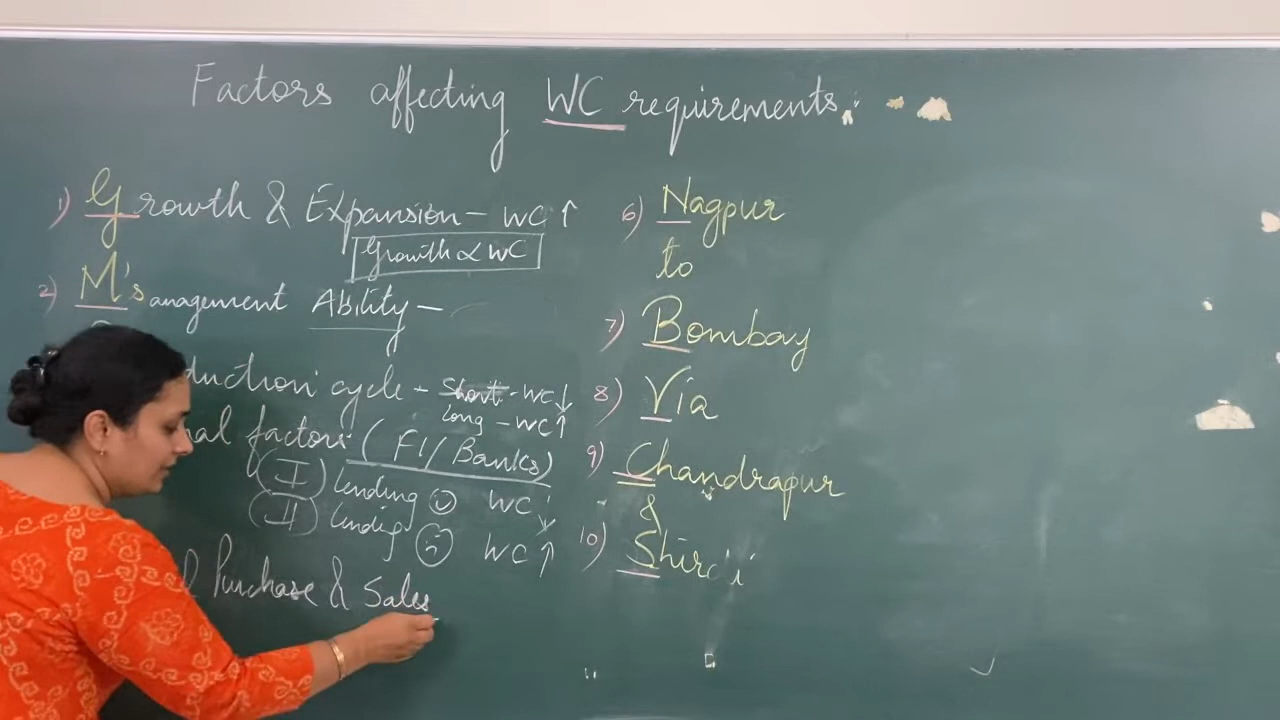 Factors affecting WC requirements.
1) Growth & Expansion - WC ↑
Growth ∝ WC
2) M'sanagement Ability -
duction cycle - Short - WC ↓
Long - WC ↑
nal factors (FI/Banks)
(I) lending WC ↓
(II) lending WC ↑
Purchase & Sales
6) Nagpur
to
7) Bombay
8) Via
9) Chandrapur
&
10) Shirdi